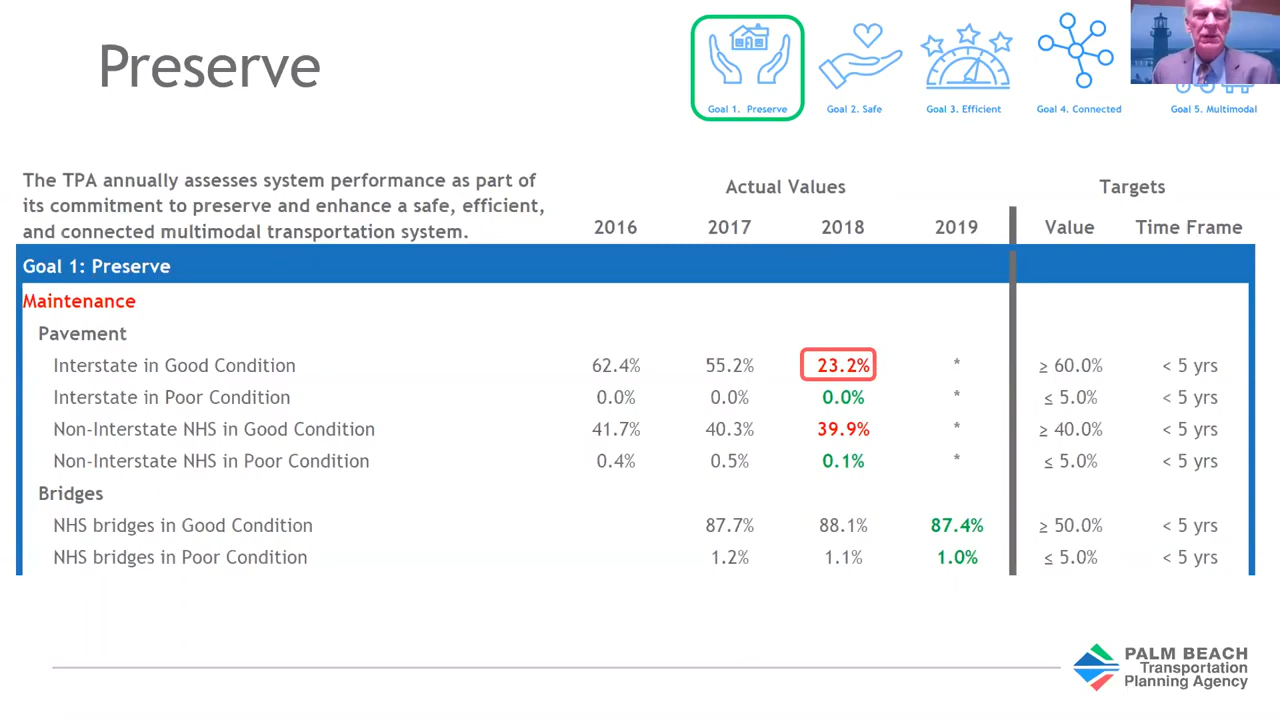 Preserve
Goal 1. Preserve
Goal 2. Safe
Goal 3. Efficient
Goal 4. Connected
Goal 5. Multimodal
The TPA annually assesses system performance as part of
its commitment to preserve and enhance a safe, efficient,
and connected multimodal transportation system.
Actual Values Targets
2016 2017 2018 2019 Value Time Frame
Goal 1: Preserve
Maintenance
Pavement
Interstate in Good Condition 62.4% 55.2% 23.2% * ≥ 60.0% < 5 yrs
Interstate in Poor Condition 0.0% 0.0% 0.0% * ≤ 5.0% < 5 yrs
Non-Interstate NHS in Good Condition 41.7% 40.3% 39.9% * ≥ 40.0% < 5 yrs
Non-Interstate NHS in Poor Condition 0.4% 0.5% 0.1% * ≤ 5.0% < 5 yrs
Bridges
NHS bridges in Good Condition 87.7% 88.1% 87.4% ≥ 50.0% < 5 yrs
NHS bridges in Poor Condition 1.2% 1.1% 1.0% ≤ 5.0% < 5 yrs
PALM BEACH
Transportation
Planning Agency